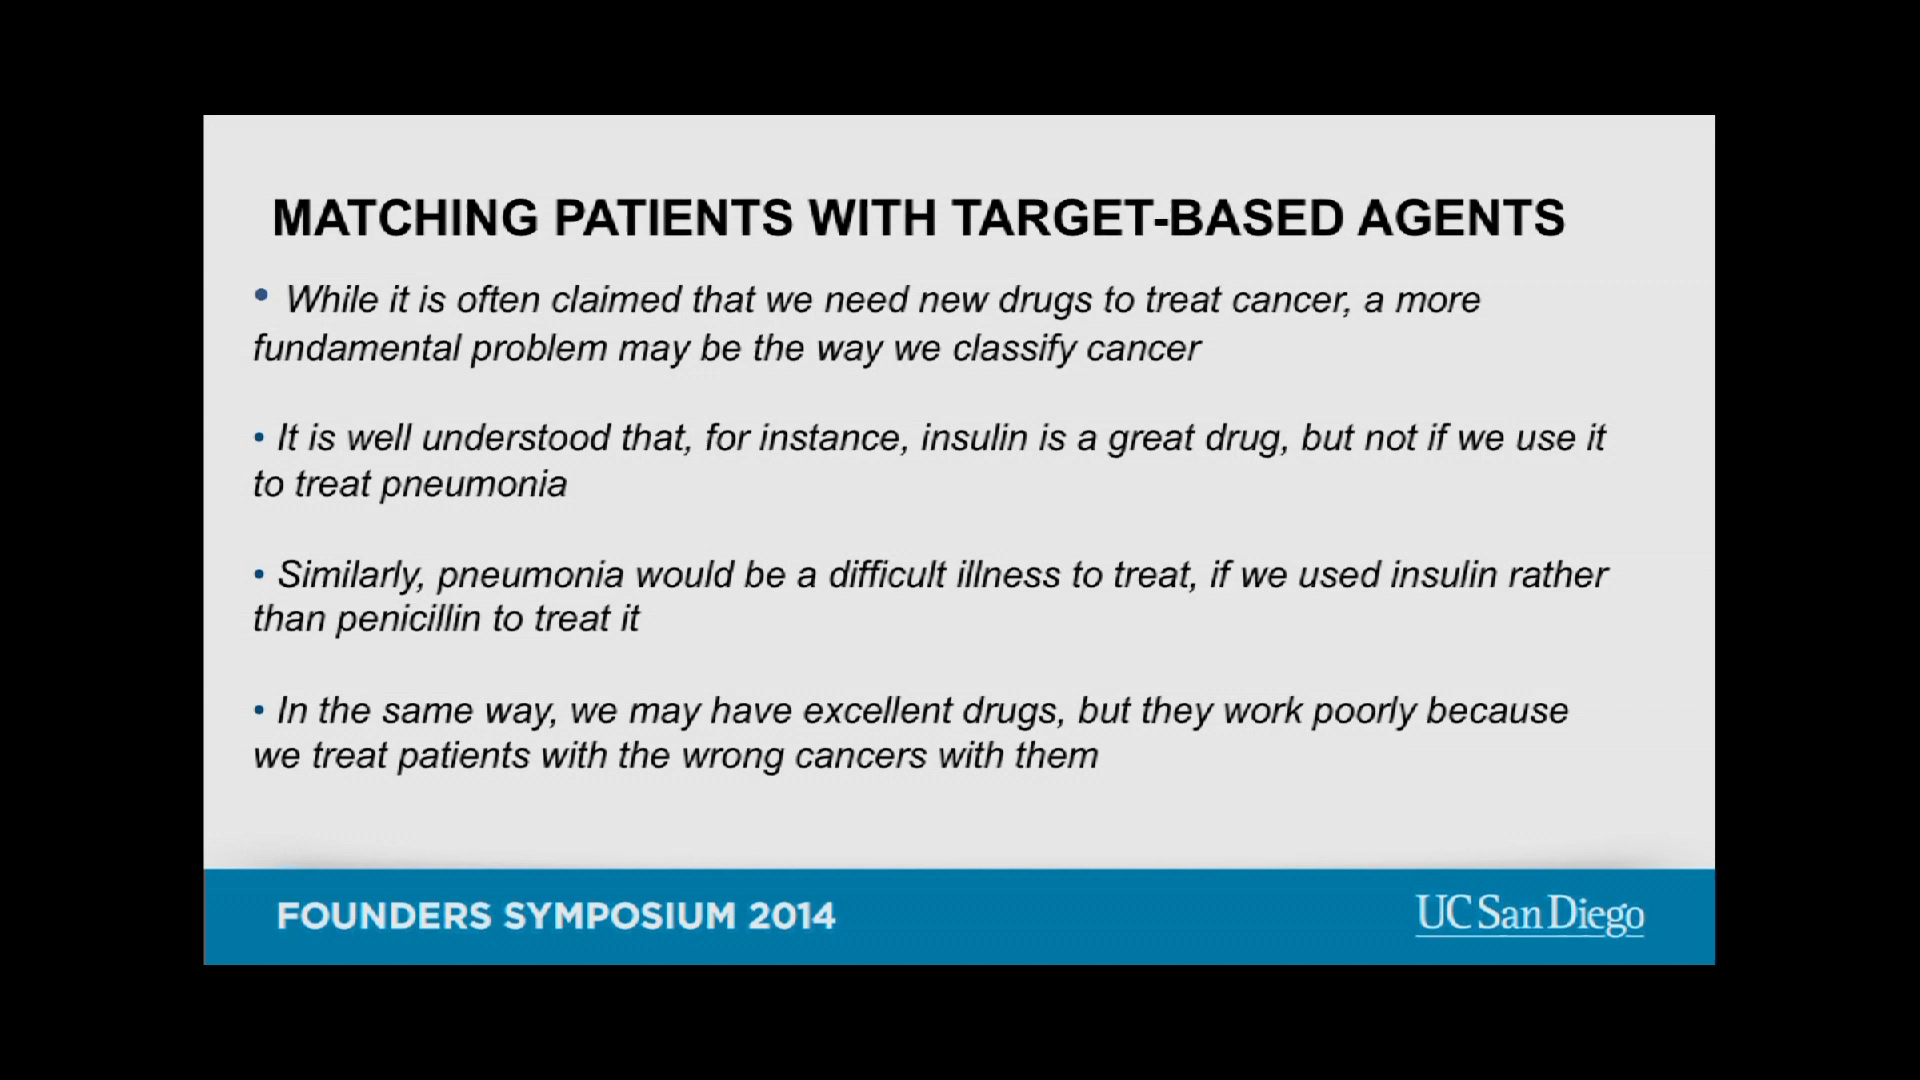 MATCHING PATIENTS WITH TARGET-BASED AGENTS
• While it is often claimed that we need new drugs to treat cancer, a more
fundamental problem may be the way we classify cancer
• It is well understood that, for instance, insulin is a great drug, but not if we use it
to treat pneumonia
• Similarly, pneumonia would be a difficult illness to treat, if we used insulin rather
than penicillin to treat it
• In the same way, we may have excellent drugs, but they work poorly because
we treat patients with the wrong cancers with them
FOUNDERS SYMPOSIUM 2014
UC San Diego